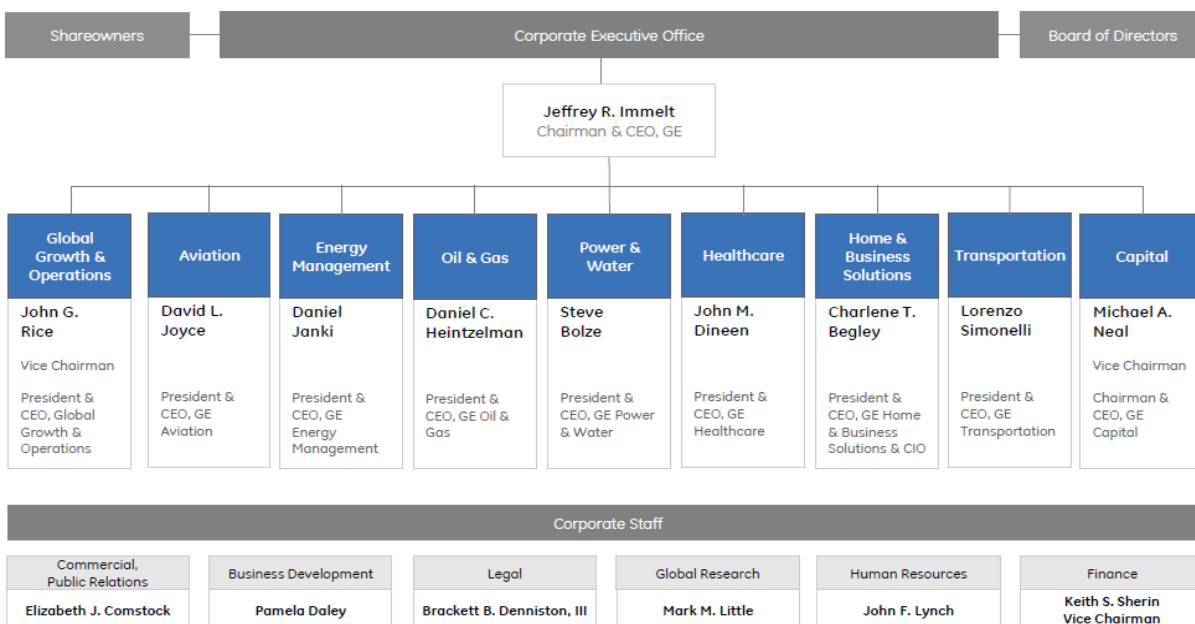 Shareowners
Corporate Executive Office
Board of Directors
Jeffrey R. Immelt
Chairman & CEO, GE
Global
Growth &
Operations
John G.
Rice
Vice Chairman
President &
CEO, Global
Growth &
Operations
Aviation
David L.
Joyce
President &
CEO, GE
Aviation
Energy
Management
Daniel
Janki
President &
CEO, GE
Energy
Management
Oil & Gas
Daniel C.
Heintzelman
President &
CEO, GE Oil &
Gas
Power &
Water
Steve
Bolze
President &
CEO, GE Power
& Water
Healthcare
John M.
Dineen
President &
CEO, GE
Healthcare
Home &
Business
Solutions
Charlene T.
Begley
President &
CEO, GE Home
& Business
Solutions & CIO
Transportation
Lorenzo
Simonelli
President &
CEO, GE
Transportation
Capital
Michael A.
Neal
Vice Chairman
Chairman &
CEO, GE
Capital
Corporate Staff
Commercial,
Public Relations
Elizabeth J. Comstock
Business Development
Pamela Daley
Legal
Brackett B. Denniston, III
Global Research
Mark M. Little
Human Resources
John F. Lynch
Finance
Keith S. Sherin
Vice Chairman